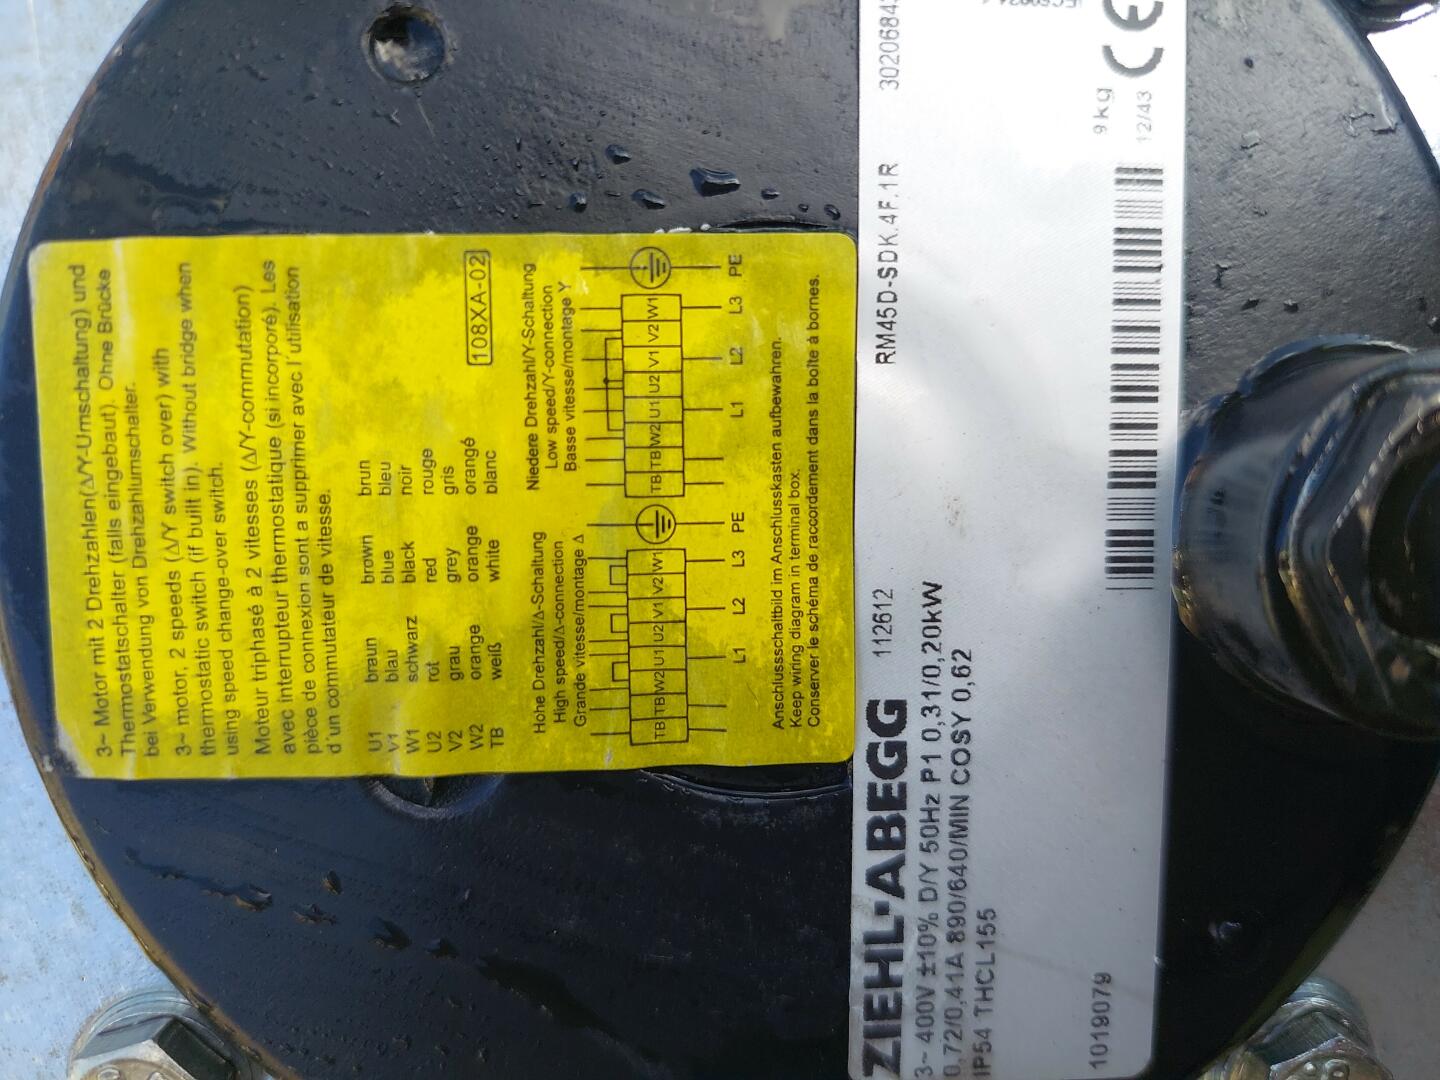 3~ Motor mit 2 Drehzahlen(Δ/Y-Umschaltung) und
Thermostatschalter (falls eingebaut). Ohne Brücke
bei Verwendung von Drehzahlumschalter.
3~ motor, 2 speeds (Δ/Y switch over) with
thermostatic switch (if built in). Without bridge when
using speed change-over switch.
Moteur triphasé à 2 vitesses (Δ/Y-commutation)
avec interrupteur thermostatique (si incorporé). Les
pièce de connexion sont a supprimer avec l'utilisation
d'un commutateur de vitesse.
U1 braun brown brun
V1 blau blue bleu
W1 schwarz black noir
U2 rot red rouge
V2 grau grey gris
W2 orange orange orangé
TB weiß white blanc
108XA-02
Hohe Drehzahl/Δ-Schaltung
High speed/Δ-connection
Grande vitesse/montage Δ
TB TB W2 U1 U2 V1 V2 W1
L1 L2 L3 PE
Niedere Drehzahl/Y-Schaltung
Low speed/Y-connection
Basse vitesse/montage Y
TB TB W2 U1 U2 V1 V2 W1
L1 L2 L3 PE
Anschlussschaltbild im Anschlusskasten aufbewahren.
Keep wiring diagram in terminal box.
Conserver le schéma de raccordement dans la boîte à bornes.
ZIEHL-ABEGG 112612 RM45D-SDK.4F.1R
3~ 400V ±10% D/Y 50Hz P1 0,31/0,20kW
0,72/0,41A 890/640/MIN COSY 0,62
IP54 THCL155
1019079
9kg
12/43
CE